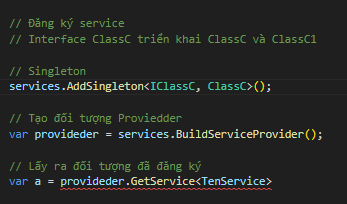 // Đăng ký service
// Interface ClassC triển khai ClassC và ClassC1
// Singleton
services.AddSingleton<IClassC, ClassC>();
// Tạo đối tượng Proviedder
var provideder = services.BuildServiceProvider();
// Lấy ra đối tượng đã đăng ký
var a = provideder.GetService<TenService>